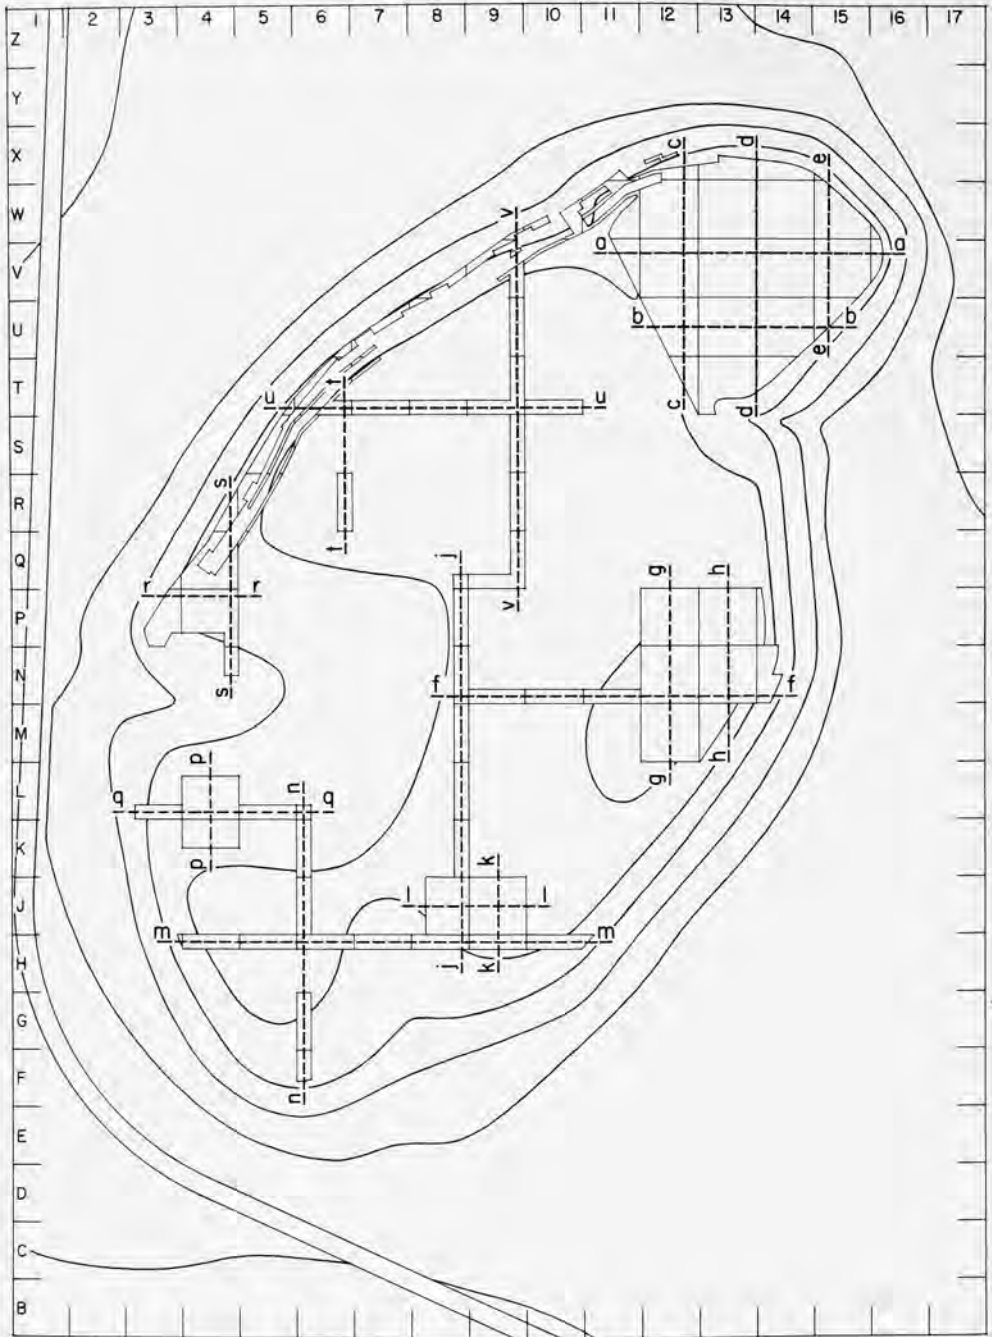 1 2 3 4 5 6 7 8 9 10 11 12 13 14 15 16 17
Z
Y
X c d e
W v
V a a
U b b
e
T t
u u
c d
S
s
R
t j g h
Q
r r
P v
N f f
s
M
p n g h
L
q q
K p k
J l l
m m
H j k
G
F
n
E
D
C
B